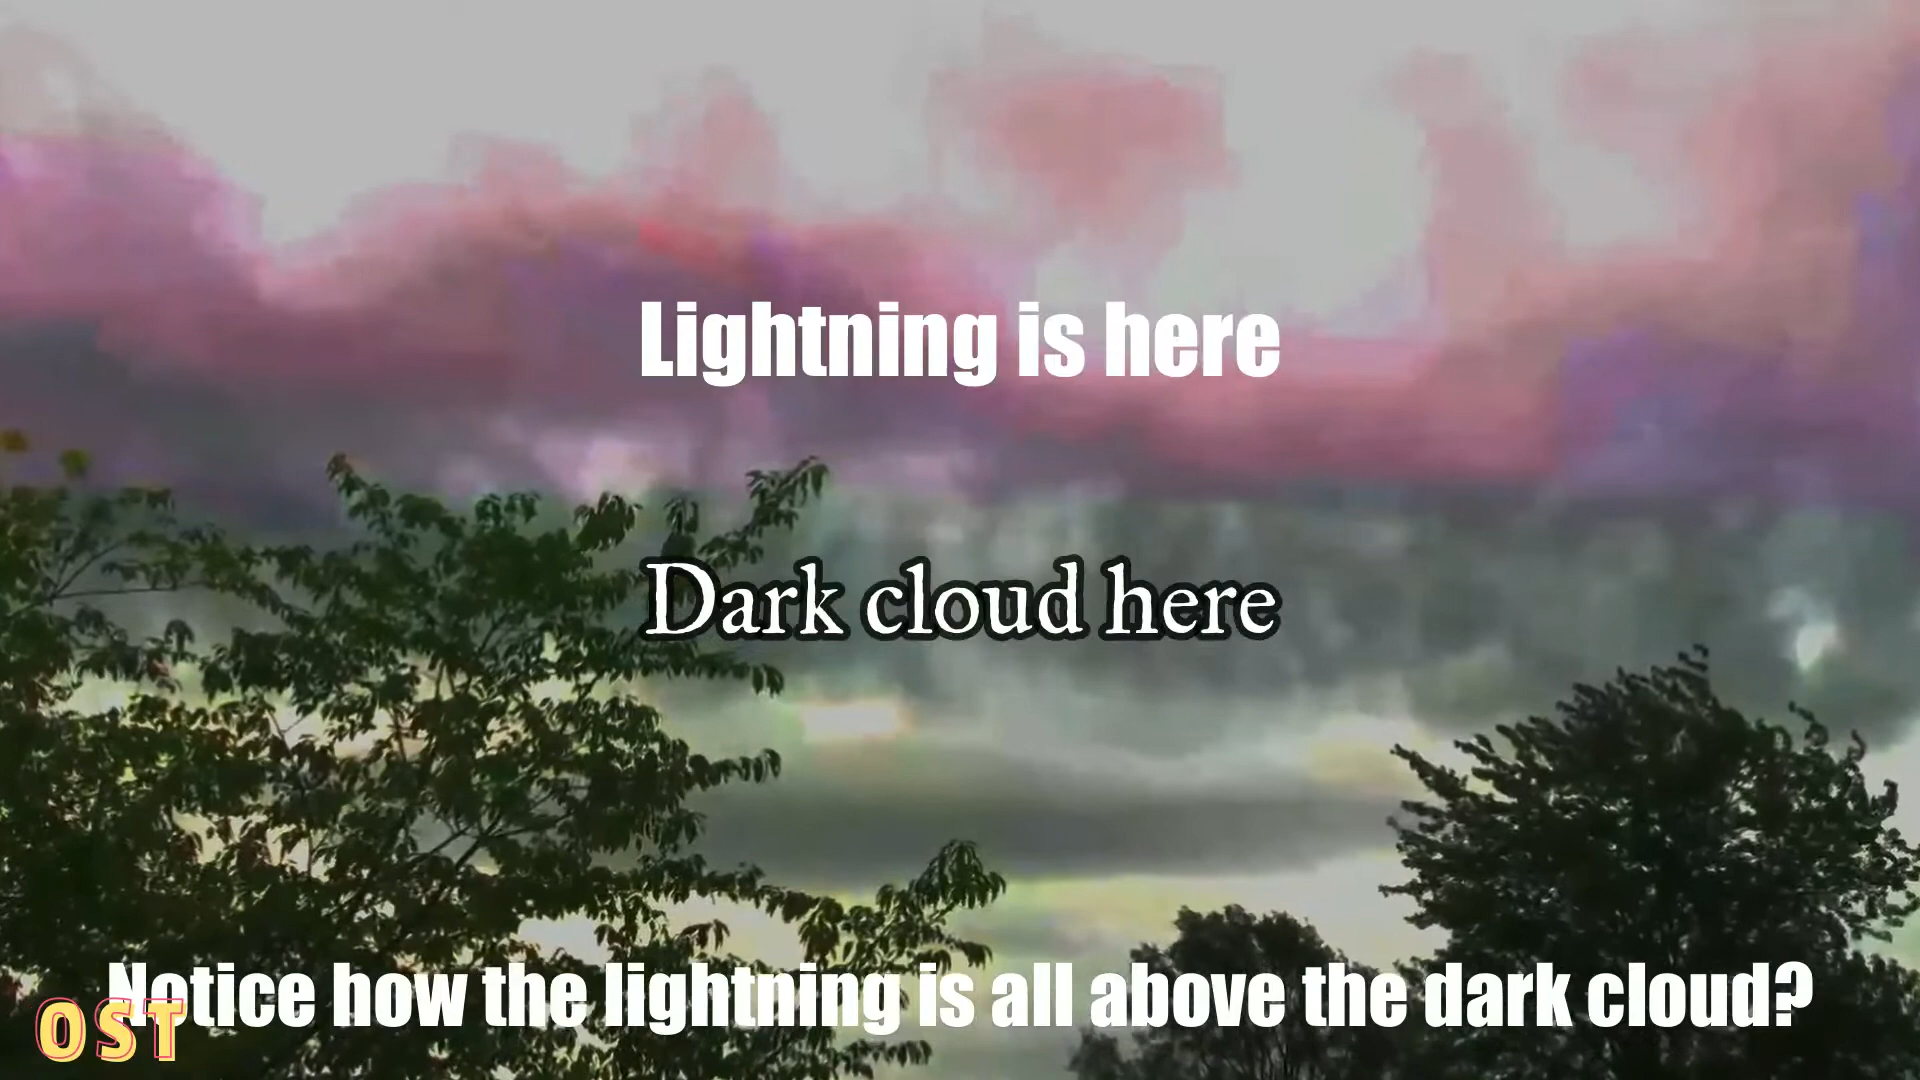 Lightning is here
Dark cloud here
Notice how the lightning is all above the dark cloud?
OST